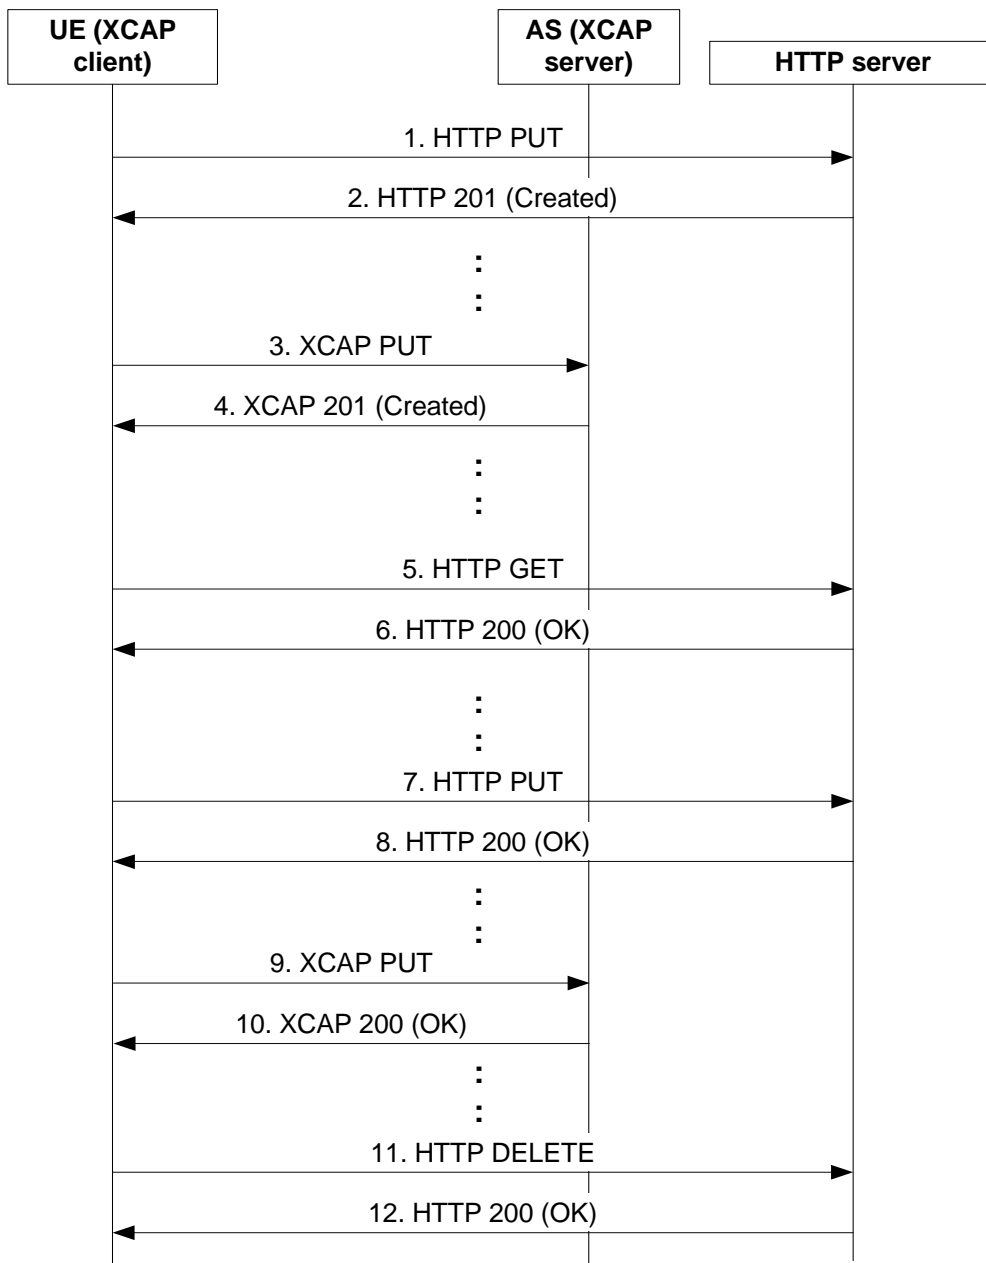 UE (XCAP
client)
AS (XCAP
server)
HTTP server
1. HTTP PUT
2. HTTP 201 (Created)
:
:
3. XCAP PUT
4. XCAP 201 (Created)
:
:
5. HTTP GET
6. HTTP 200 (OK)
:
:
7. HTTP PUT
8. HTTP 200 (OK)
:
:
9. XCAP PUT
10. XCAP 200 (OK)
:
:
11. HTTP DELETE
12. HTTP 200 (OK)